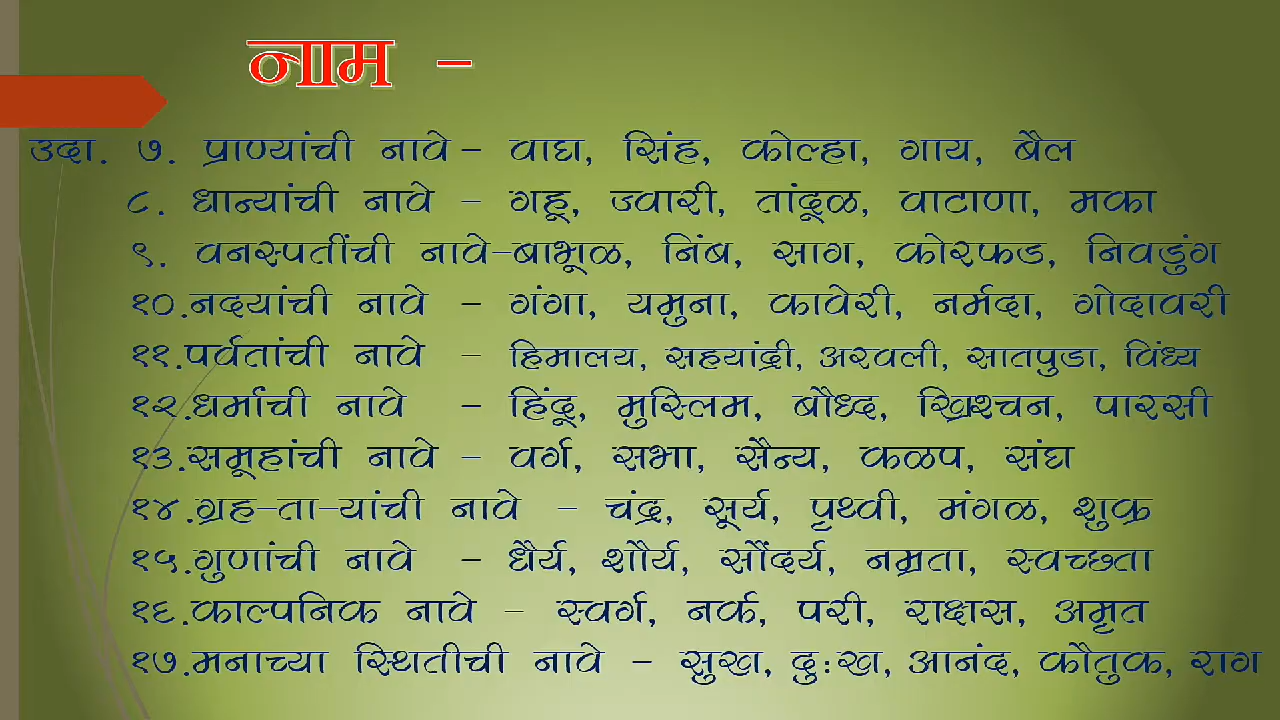 नाम -
उदा. ७. प्राण्यांची नावे - वाघ, सिंह, कोल्हा, गाय, बैल
८. धान्यांची नावे - गहू, ज्वारी, तांदूळ, वाटाणा, मका
९. वनस्पतींची नावे-बाभूळ, निंब, साग, कोरफड, निवडुंग
१०.नदयांची नावे - गंगा, यमुना, कावेरी, नर्मदा, गोदावरी
११.पर्वतांची नावे - हिमालय, सहयांद्री, अरवली, सातपुडा, विंध्य
१२.धर्मांची नावे - हिंदू, मुस्लिम, बौध्द, ख्रिश्चन, पारसी
१३.समूहांची नावे - वर्ग, सभा, सैन्य, कळप, संघ
१४.ग्रह-ता-यांची नावे - चंद्र, सूर्य, पृथ्वी, मंगळ, शुक्र
१५.गुणांची नावे - धैर्य, शौर्य, सौंदर्य, नम्रता, स्वच्छता
१६.काल्पनिक नावे - स्वर्ग, नर्क, परी, राक्षस, अमृत
१७.मनाच्या स्थितीची नावे - सुख, दुःख, आनंद, कौतुक, राग